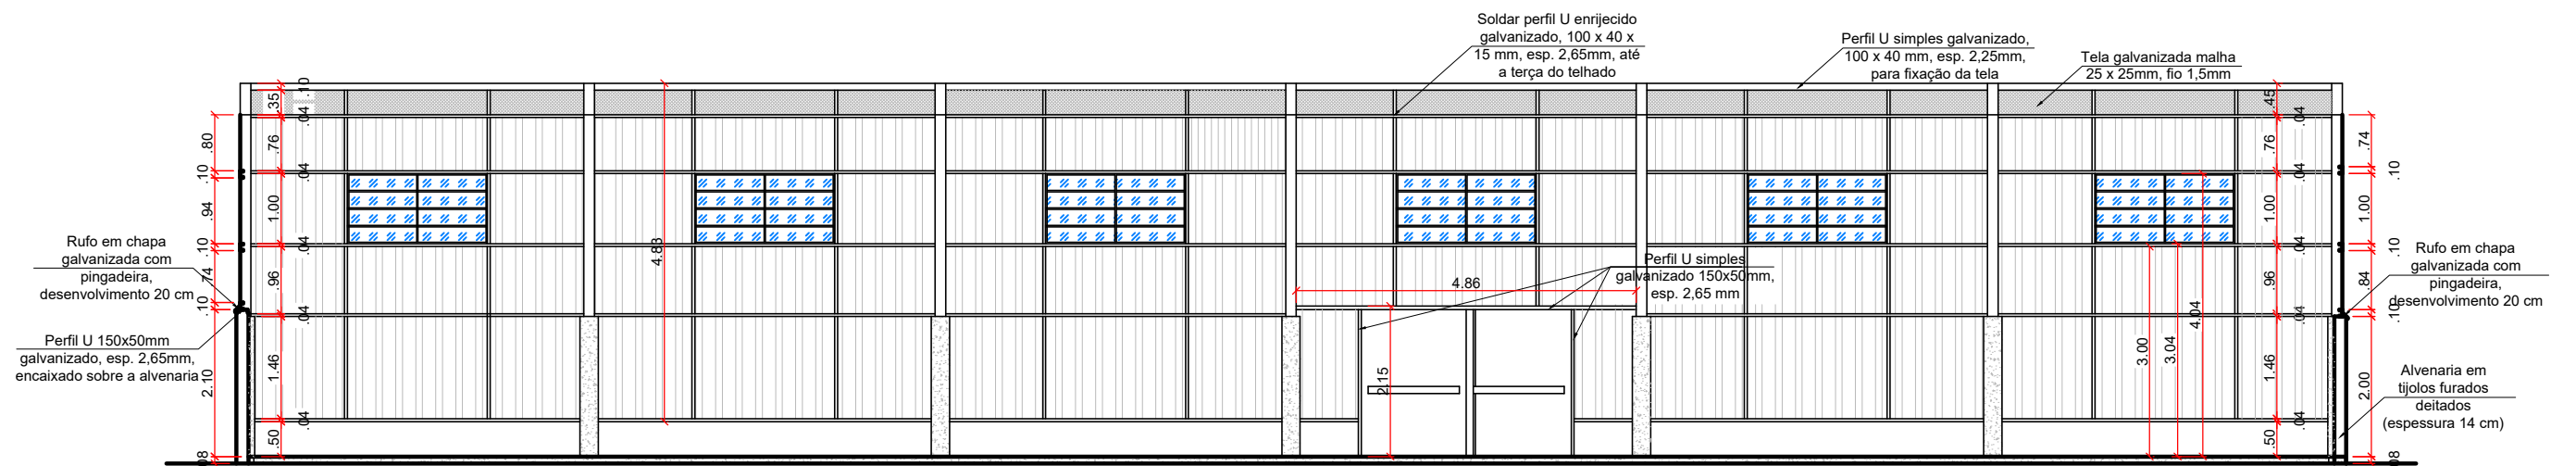 Soldar perfil U enrijecido
galvanizado, 100 x 40 x
15 mm, esp. 2,65mm, até
a terça do telhado
Perfil U simples galvanizado,
100 x 40 mm, esp. 2,25mm,
para fixação da tela
Tela galvanizada malha
25 x 25mm, fio 1,5mm
Rufo em chapa
galvanizada com
pingadeira,
desenvolvimento 20 cm
Perfil U 150x50mm
galvanizado, esp. 2,65mm,
encaixado sobre a alvenaria
Perfil U simples
galvanizado 150x50mm,
esp. 2,65 mm
Rufo em chapa
galvanizada com
pingadeira,
desenvolvimento 20 cm
Alvenaria em
tijolos furados
deitados
(espessura 14 cm)
.80
.10
.94
.10
.74
.10
.10
2.10
.08
.35
.76
1.00
.96
1.46
.50
.10
.04
.04
.04
.04
.04
4.83
4.86
2.15
3.00
3.04
4.04
.45
.76
1.00
.96
1.46
.50
.04
.04
.04
.04
.04
.74
1.00
.84
2.00
.10
.10
.10
.08